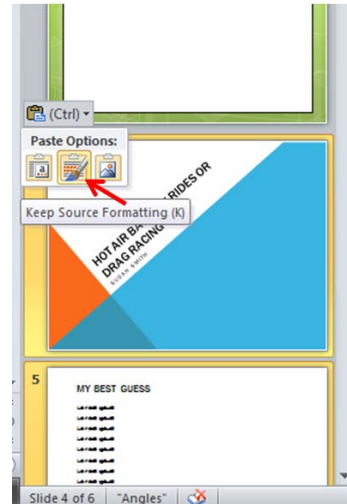 (Ctrl)
Paste Options:
a
Keep Source Formatting (K)
RIDES OR
HOT AIR BA
DRAG RACING
SUSAN SMITH
5
MY BEST GUESS
Slide 4 of 6
"Angles"